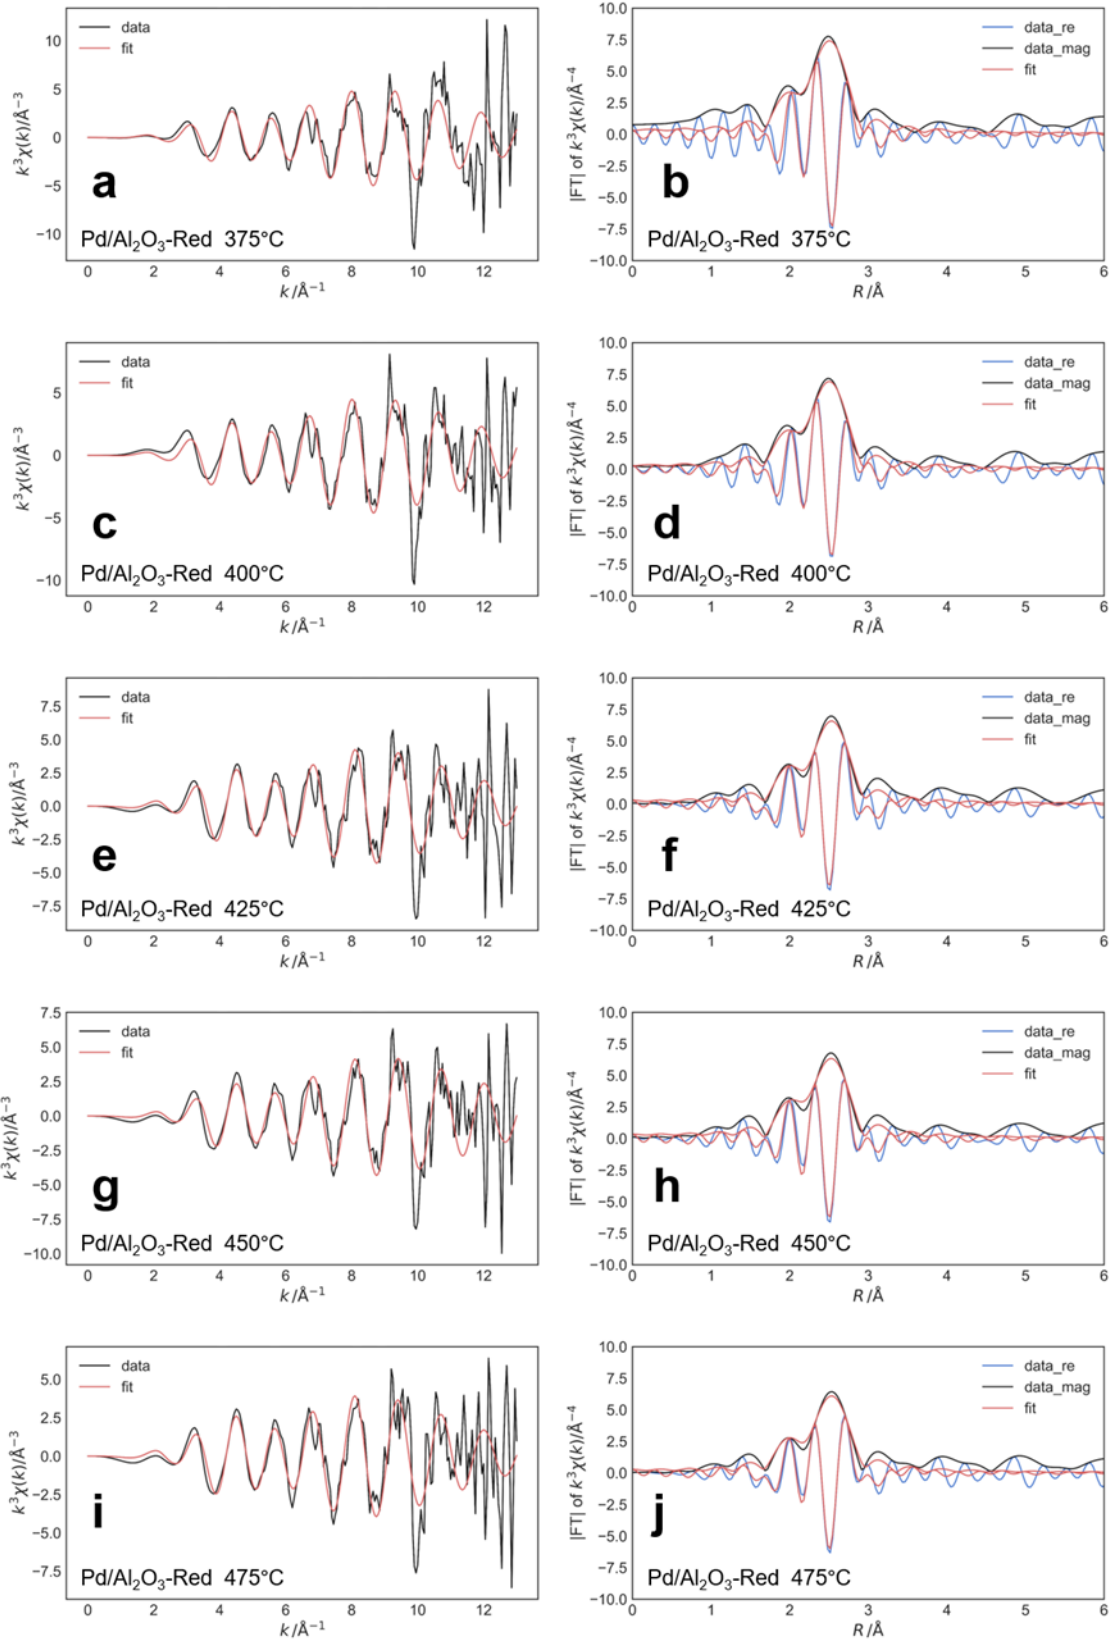 data
fit
10
5
0
−5
−10
k³χ(k)/Å⁻³
a
Pd/Al₂O₃-Red 375°C
0 2 4 6 8 10 12
k/Å⁻¹
data_re
data_mag
fit
10.0
7.5
5.0
2.5
0.0
−2.5
−5.0
−7.5
−10.0
|FT| of k³χ(k)/Å⁻⁴
b
Pd/Al₂O₃-Red 375°C
0 1 2 3 4 5 6
R/Å
data
fit
5
0
−5
−10
k³χ(k)/Å⁻³
c
Pd/Al₂O₃-Red 400°C
0 2 4 6 8 10 12
k/Å⁻¹
data_re
data_mag
fit
10.0
7.5
5.0
2.5
0.0
−2.5
−5.0
−7.5
−10.0
|FT| of k³χ(k)/Å⁻⁴
d
Pd/Al₂O₃-Red 400°C
0 1 2 3 4 5 6
R/Å
data
fit
7.5
5.0
2.5
0.0
−2.5
−5.0
−7.5
k³χ(k)/Å⁻³
e
Pd/Al₂O₃-Red 425°C
0 2 4 6 8 10 12
k/Å⁻¹
data_re
data_mag
fit
10.0
7.5
5.0
2.5
0.0
−2.5
−5.0
−7.5
−10.0
|FT| of k³χ(k)/Å⁻⁴
f
Pd/Al₂O₃-Red 425°C
0 1 2 3 4 5 6
R/Å
data
fit
7.5
5.0
2.5
0.0
−2.5
−5.0
−7.5
−10.0
k³χ(k)/Å⁻³
g
Pd/Al₂O₃-Red 450°C
0 2 4 6 8 10 12
k/Å⁻¹
data_re
data_mag
fit
10.0
7.5
5.0
2.5
0.0
−2.5
−5.0
−7.5
−10.0
|FT| of k³χ(k)/Å⁻⁴
h
Pd/Al₂O₃-Red 450°C
0 1 2 3 4 5 6
R/Å
data
fit
5.0
2.5
0.0
−2.5
−5.0
−7.5
k³χ(k)/Å⁻³
i
Pd/Al₂O₃-Red 475°C
0 2 4 6 8 10 12
k/Å⁻¹
data_re
data_mag
fit
10.0
7.5
5.0
2.5
0.0
−2.5
−5.0
−7.5
−10.0
|FT| of k³χ(k)/Å⁻⁴
j
Pd/Al₂O₃-Red 475°C
0 1 2 3 4 5 6
R/Å